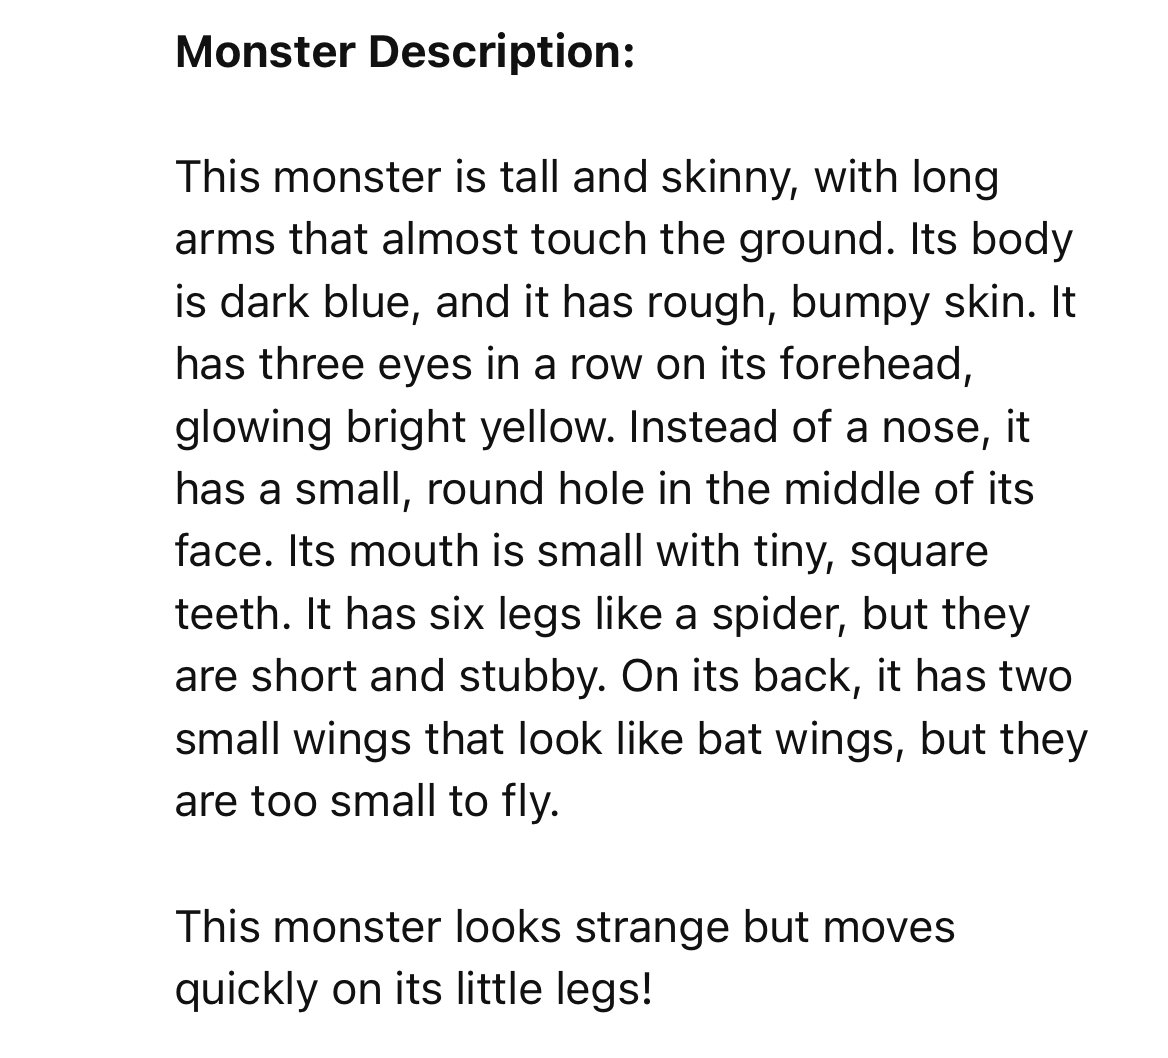 Monster Description:
This monster is tall and skinny, with long
arms that almost touch the ground. Its body
is dark blue, and it has rough, bumpy skin. It
has three eyes in a row on its forehead,
glowing bright yellow. Instead of a nose, it
has a small, round hole in the middle of its
face. Its mouth is small with tiny, square
teeth. It has six legs like a spider, but they
are short and stubby. On its back, it has two
small wings that look like bat wings, but they
are too small to fly.
This monster looks strange but moves
quickly on its little legs!